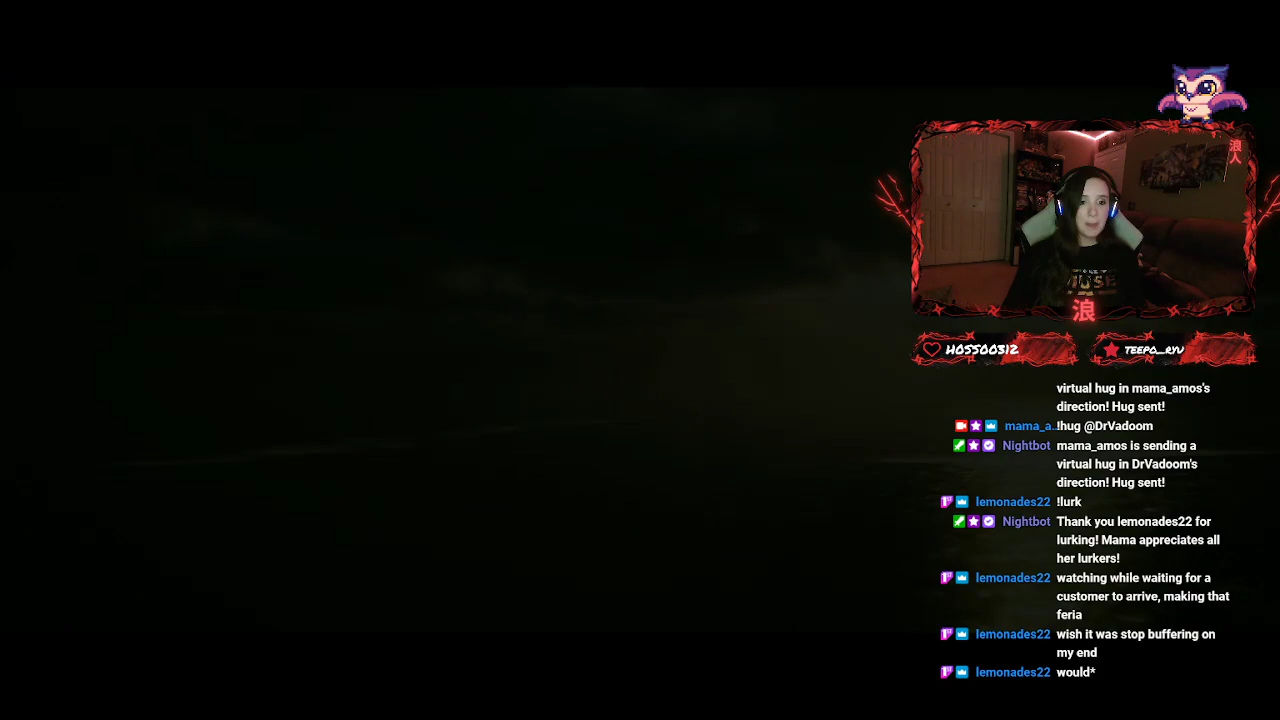 浪
人
浪
HOSS00312
TEEPO_RYU
virtual hug in mama_amos's
direction! Hug sent!
mama_a.. !hug @DrVadoom
Nightbot mama_amos is sending a
virtual hug in DrVadoom's
direction! Hug sent!
lemonades22 !lurk
Nightbot Thank you lemonades22 for
lurking! Mama appreciates all
her lurkers!
lemonades22 watching while waiting for a
customer to arrive, making that
feria
lemonades22 wish it was stop buffering on
my end
lemonades22 would*